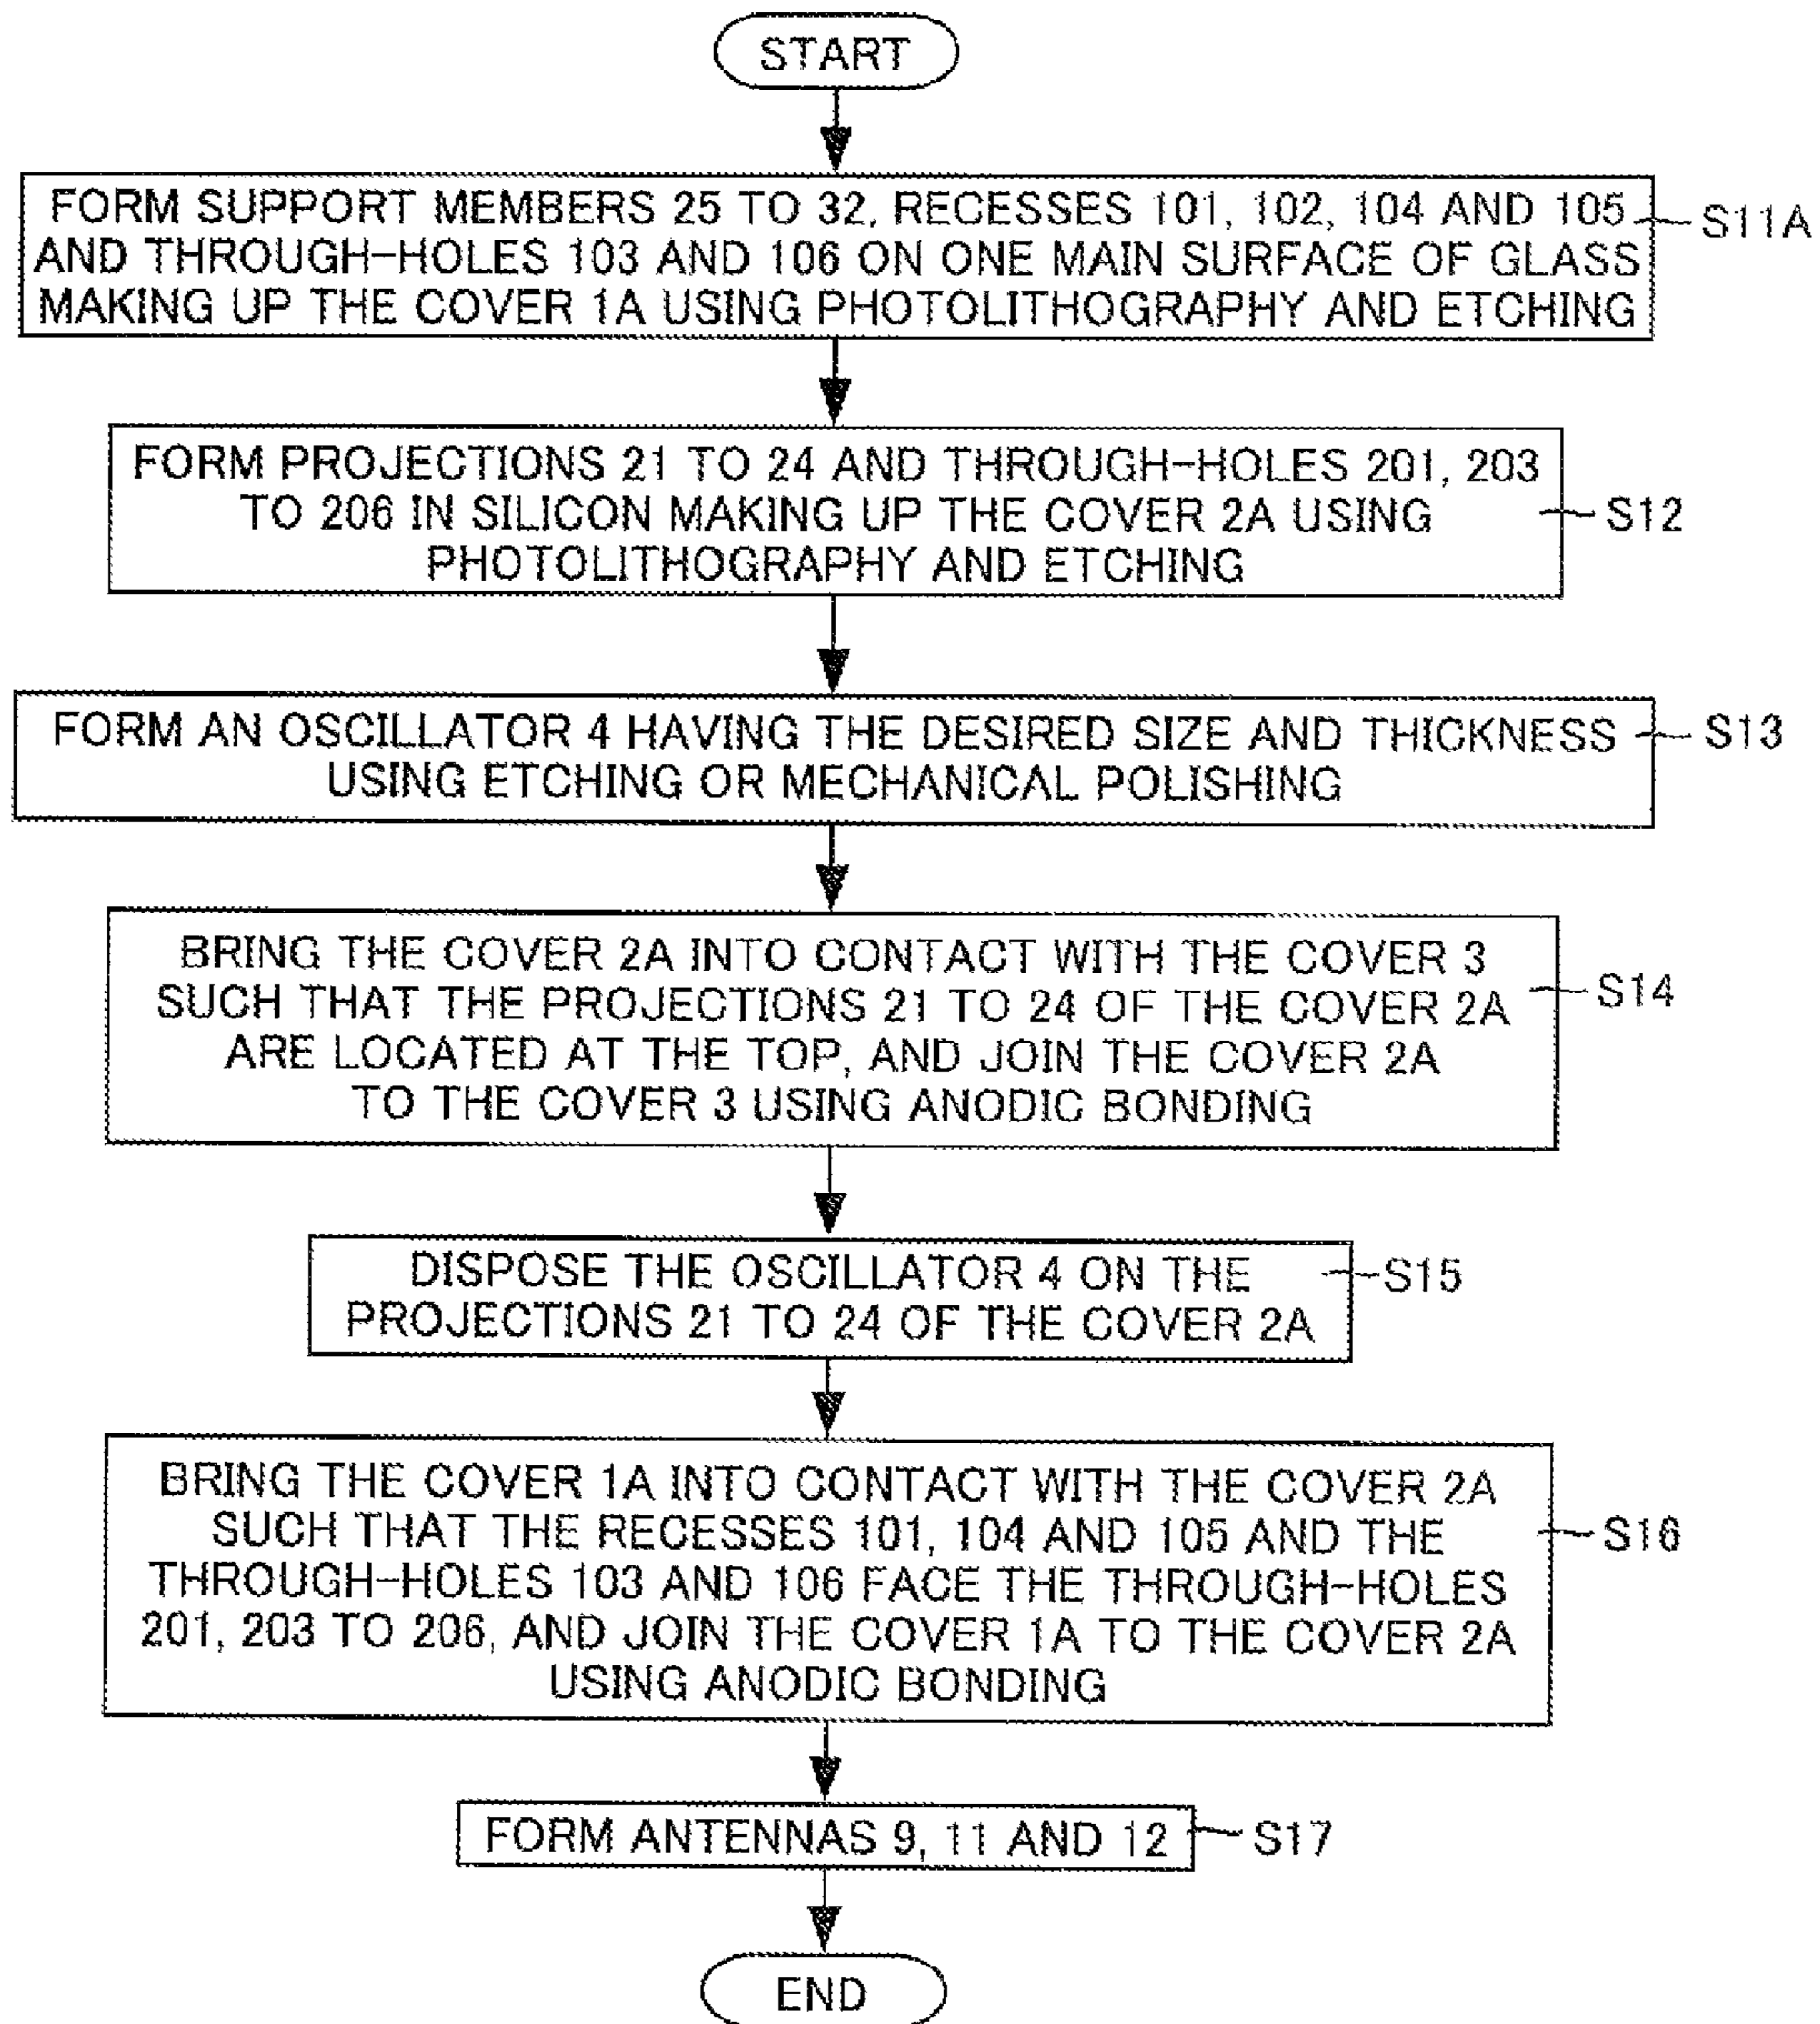 START
FORM SUPPORT MEMBERS 25 TO 32, RECESSES 101, 102, 104 AND 105
AND THROUGH-HOLES 103 AND 106 ON ONE MAIN SURFACE OF GLASS
MAKING UP THE COVER 1A USING PHOTOLITHOGRAPHY AND ETCHING
S11A
FORM PROJECTIONS 21 TO 24 AND THROUGH-HOLES 201, 203
TO 206 IN SILICON MAKING UP THE COVER 2A USING
PHOTOLITHOGRAPHY AND ETCHING
S12
FORM AN OSCILLATOR 4 HAVING THE DESIRED SIZE AND THICKNESS
USING ETCHING OR MECHANICAL POLISHING
S13
BRING THE COVER 2A INTO CONTACT WITH THE COVER 3
SUCH THAT THE PROJECTIONS 21 TO 24 OF THE COVER 2A
ARE LOCATED AT THE TOP, AND JOIN THE COVER 2A
TO THE COVER 3 USING ANODIC BONDING
S14
DISPOSE THE OSCILLATOR 4 ON THE
PROJECTIONS 21 TO 24 OF THE COVER 2A
S15
BRING THE COVER 1A INTO CONTACT WITH THE COVER 2A
SUCH THAT THE RECESSES 101, 104 AND 105 AND THE
THROUGH-HOLES 103 AND 106 FACE THE THROUGH-HOLES
201, 203 TO 206, AND JOIN THE COVER 1A TO THE COVER 2A
USING ANODIC BONDING
S16
FORM ANTENNAS 9, 11 AND 12
S17
END